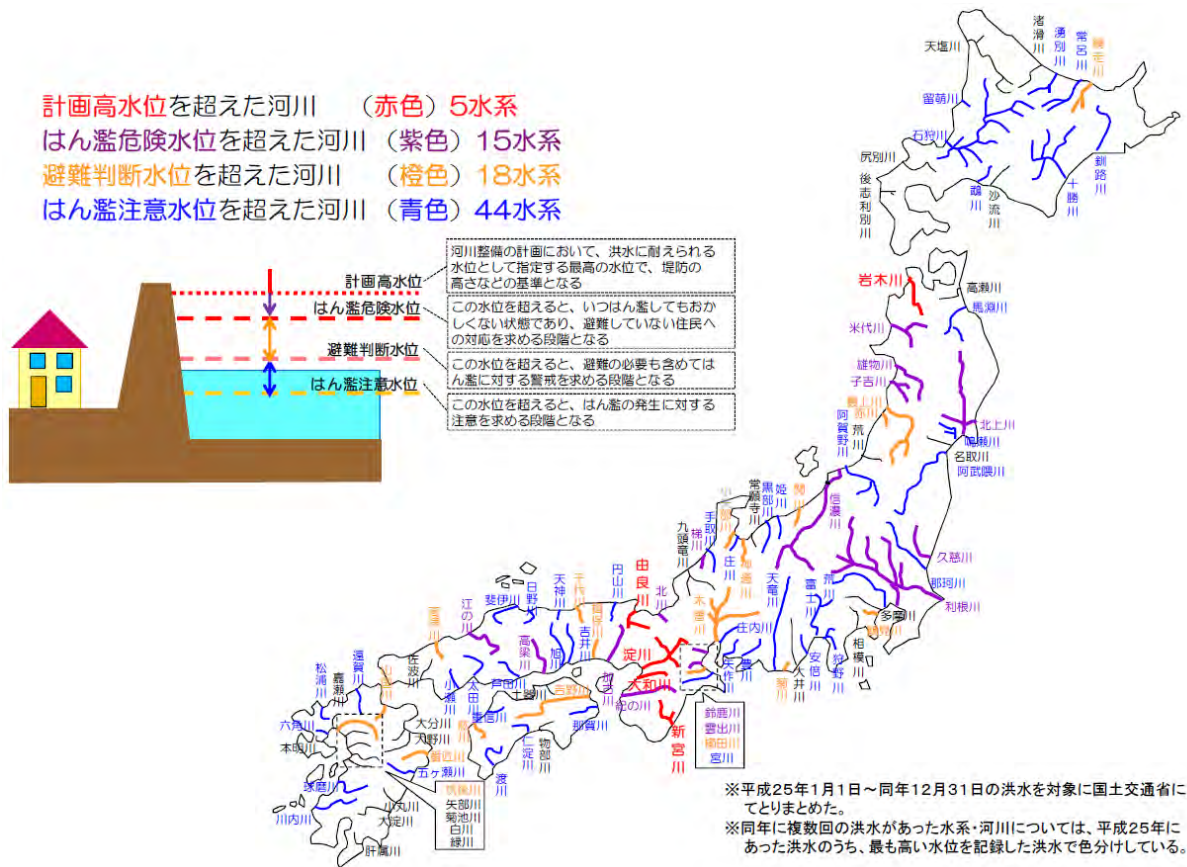 計画高水位を超えた河川 (赤色) 5水系
はん濫危険水位を超えた河川 (紫色) 15水系
避難判断水位を超えた河川 (橙色) 18水系
はん濫注意水位を超えた河川 (青色) 44水系
計画高水位
河川整備の計画において、洪水に耐えられる
水位として指定する最高の水位で、堤防の
高さなどの基準となる
はん濫危険水位
この水位を超えると、いつはん濫してもおか
しくない状態であり、避難していない住民へ
の対応を求める段階となる
避難判断水位
この水位を超えると、避難の必要も含めては
ん濫に対する警戒を求める段階となる
はん濫注意水位
この水位を超えると、はん濫の発生に対する
注意を求める段階となる
天塩川
渚滑川
湧別川
常呂川
留萌川
石狩川
尻別川
後志利別川
鵡川
沙流川
十勝川
釧路川
岩木川
高瀬川
馬淵川
米代川
雄物川
子吉川
最上川
赤川
北上川
鳴瀬川
名取川
阿武隈川
荒川
阿賀野川
信濃川
関川
姫川
黒部川
常願寺川
神通川
庄川
手取川
梯川
九頭竜川
北川
由良川
円山川
千代川
天神川
日野川
斐伊川
江の川
高津川
佐波川
小瀬川
太田川
芦田川
高梁川
旭川
吉井川
揖保川
加古川
淀川
大和川
紀の川
新宮川
木曽川
庄内川
矢作川
豊川
天竜川
菊川
大井川
安倍川
富士川
狩野川
相模川
鶴見川
多摩川
荒川
利根川
那珂川
久慈川
鈴鹿川
雲出川
櫛田川
宮川
土器川
吉野川
那賀川
物部川
仁淀川
渡川
重信川
肱川
山国川
遠賀川
嘉瀬川
松浦川
六角川
本明川
大分川
大野川
番匠川
五ヶ瀬川
小丸川
大淀川
球磨川
川内川
肝属川
筑後川
矢部川
菊池川
白川
緑川
※平成25年1月1日~同年12月31日の洪水を対象に国土交通省に
てとりまとめた。
※同年に複数回の洪水があった水系・河川については、平成25年に
あった洪水のうち、最も高い水位を記録した洪水で色分けしている。